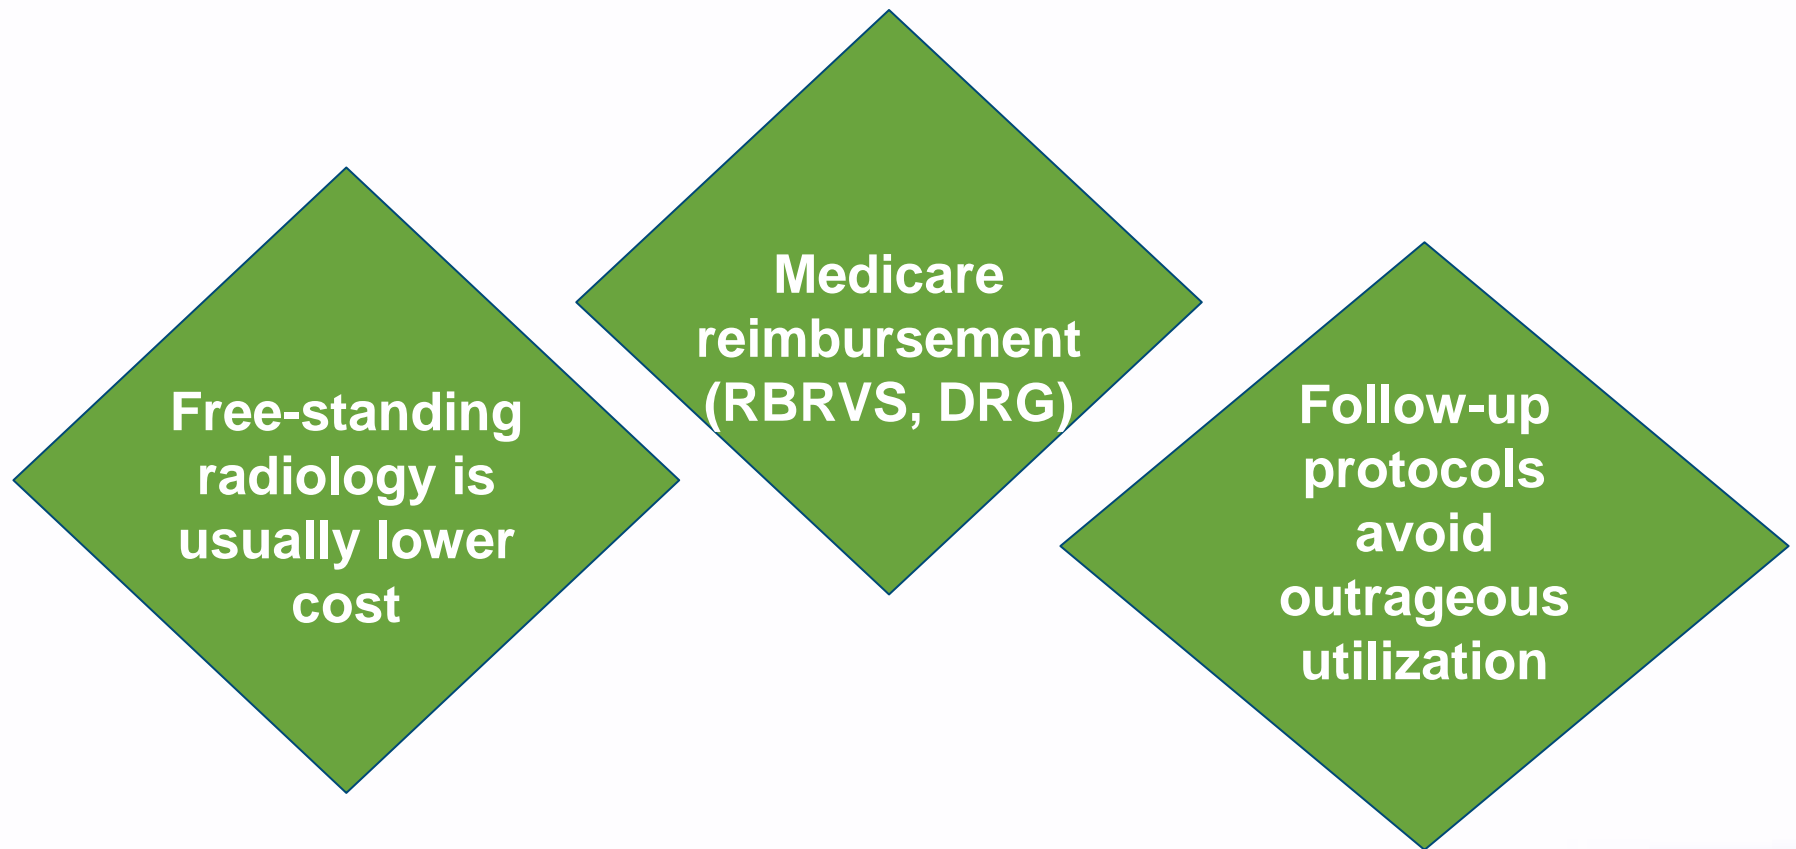 Free-standing
radiology is
usually lower
cost
Medicare
reimbursement
(RBRVS, DRG)
Follow-up
protocols
avoid
outrageous
utilization